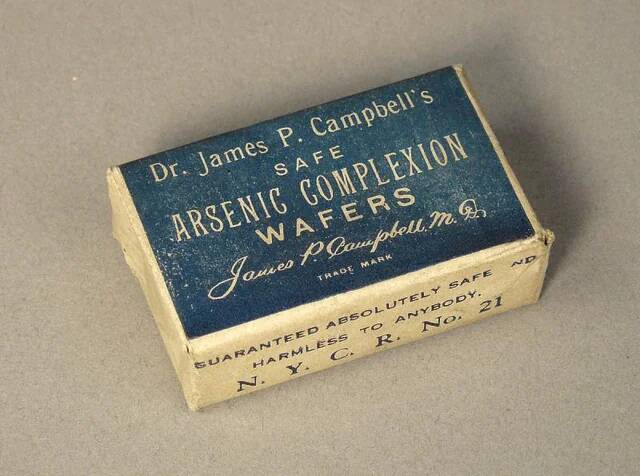 Dr. James P. Campbell's
SAFE
ARSENIC COMPLEXION
WAFERS
James P. Campbell, M.D.
TRADE MARK
GUARANTEED ABSOLUTELY SAFE ND
HARMLESS TO ANYBODY.
N. Y. C. R. No. 21